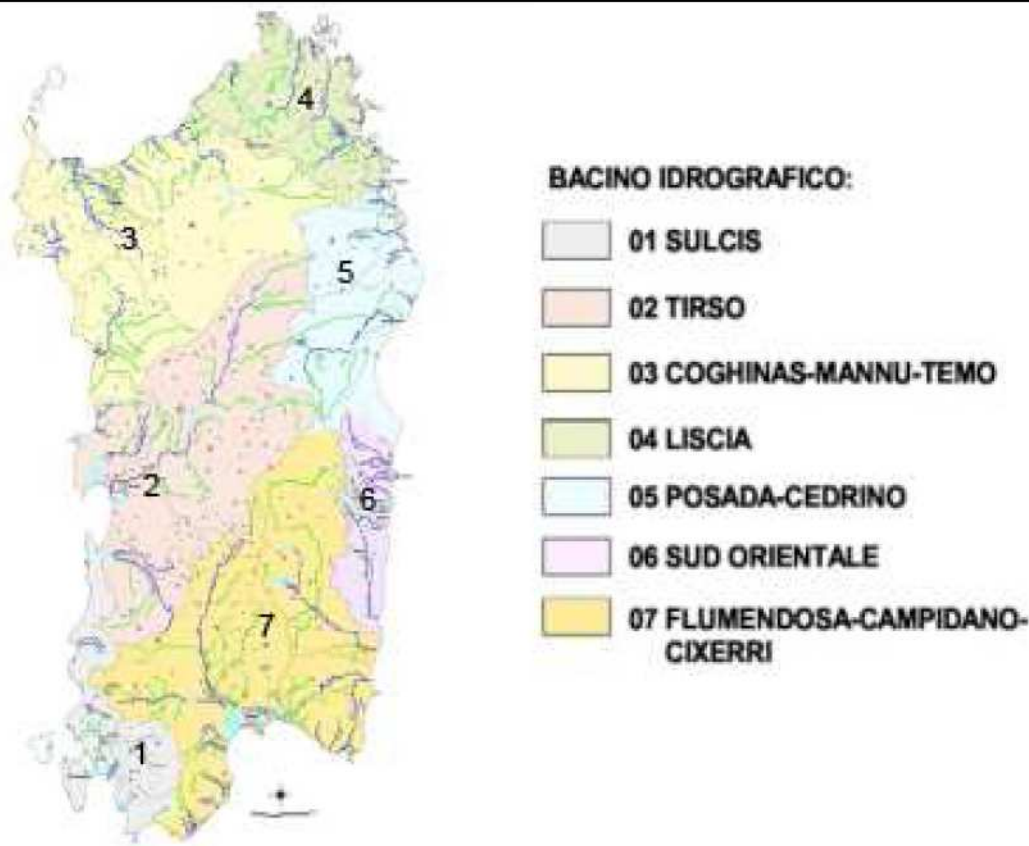 4
3
5
2
6
7
1
BACINO IDROGRAFICO:
01 SULCIS
02 TIRSO
03 COGHINAS-MANNU-TEMO
04 LISCIA
05 POSADA-CEDRINO
06 SUD ORIENTALE
07 FLUMENDOSA-CAMPIDANO-
CIXERRI